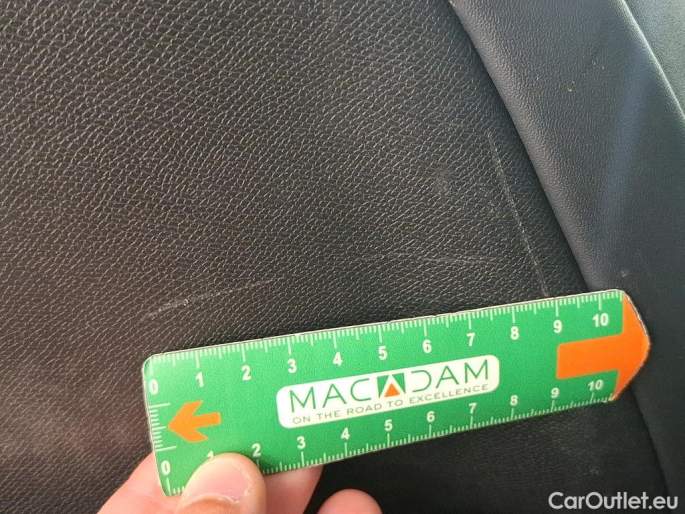 0 1 2 3 4 5 6 7 8 9 10
MACADAM
ON THE ROAD TO EXCELLENCE
0 1 2 3 4 5 6 7 8 9 10
CarOutlet.eu